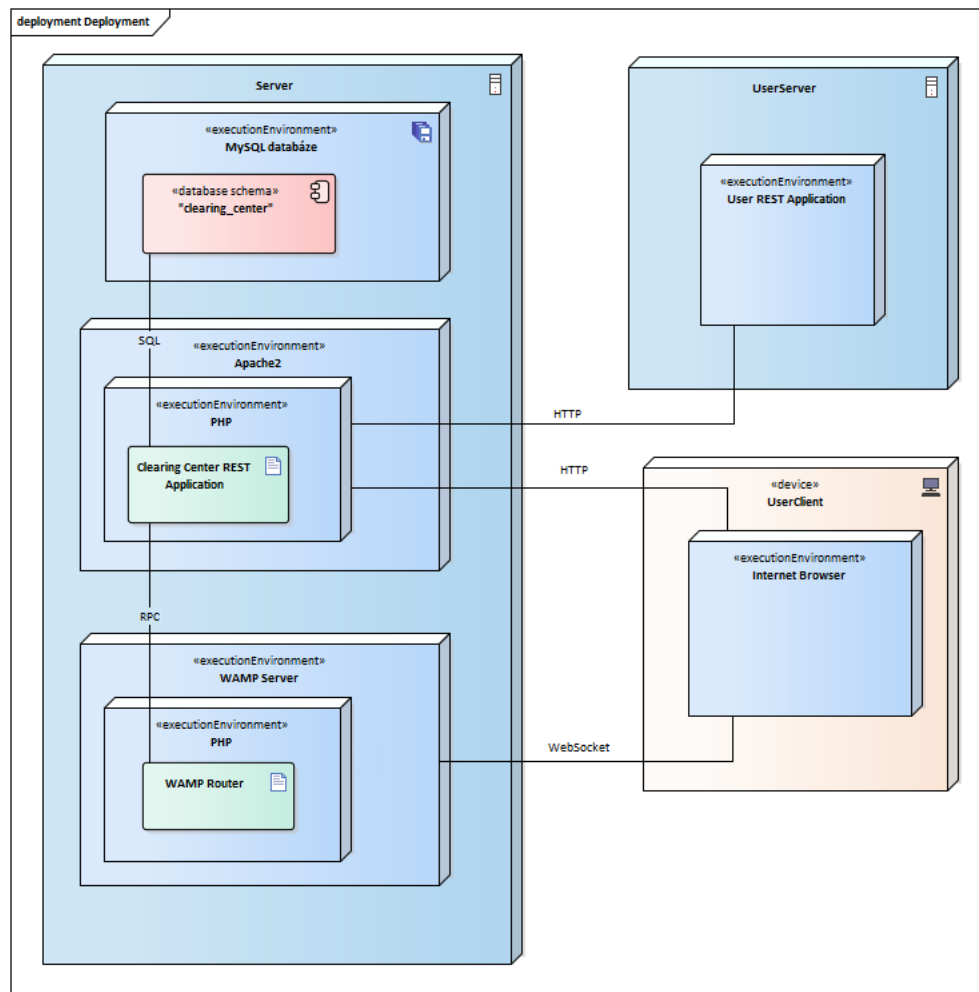 deployment Deployment
Server
«executionEnvironment»
MySQL databáze
«database schema»
"clearing_center"
SQL
«executionEnvironment»
Apache2
«executionEnvironment»
PHP
Clearing Center REST
Application
RPC
«executionEnvironment»
WAMP Server
«executionEnvironment»
PHP
WAMP Router
UserServer
«executionEnvironment»
User REST Application
HTTP
HTTP
«device»
UserClient
«executionEnvironment»
Internet Browser
WebSocket